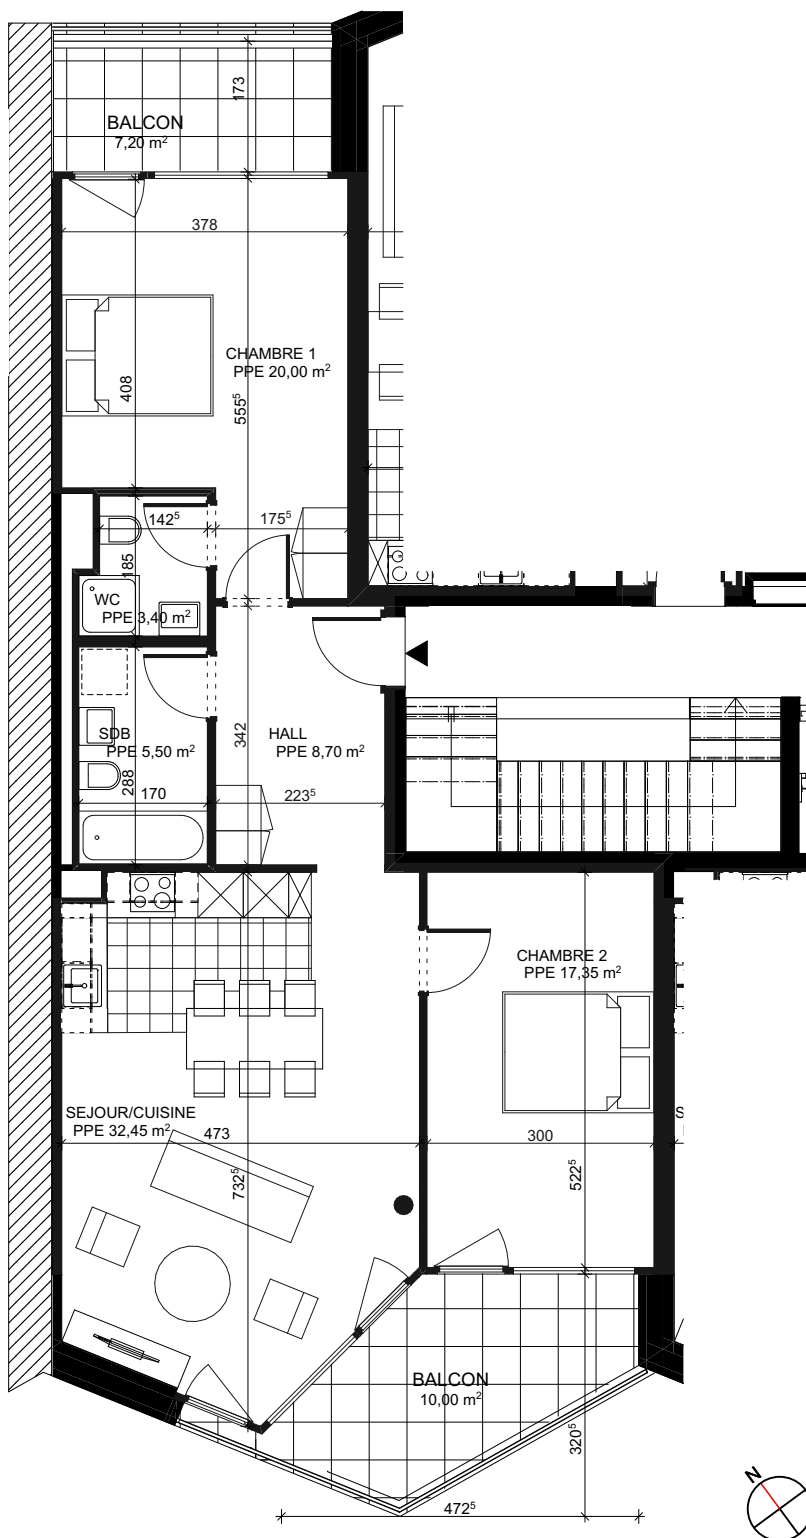 173
BALCON
7,20 m²
378
CHAMBRE 1
PPE 20,00 m²
408
555⁵
142⁵
175⁵
185
WC
PPE 3,40 m²
SDB
PPE 5,50 m²
HALL
PPE 8,70 m²
342
288
170
223⁵
CHAMBRE 2
PPE 17,35 m²
SEJOUR/CUISINE
PPE 32,45 m²
473
300
S
732⁵
522⁵
BALCON
10,00 m²
320⁵
472⁵
N